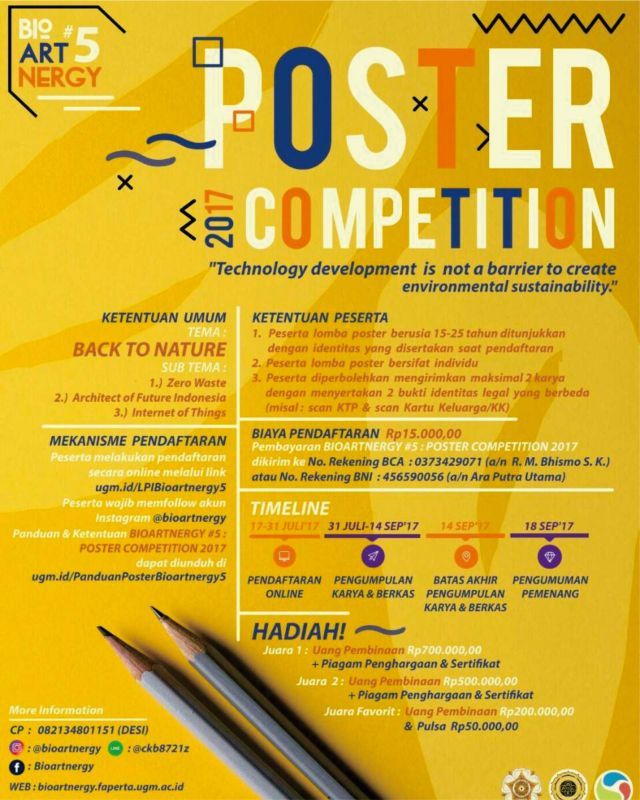 BIO
ART #5
NERGY
POSTER
2017 COMPETITION
"Technology development is not a barrier to create
environmental sustainability."
KETENTUAN UMUM
TEMA :
BACK TO NATURE
SUB TEMA :
1.) Zero Waste
2.) Architect of Future Indonesia
3.) Internet of Things
MEKANISME PENDAFTARAN
Peserta melakukan pendaftaran
secara online melalui link
ugm.id/LPIBioartnergy5
Peserta wajib memfollow akun
Instagram @bioartnergy
Panduan & Ketentuan BIOARTNERGY #5 :
POSTER COMPETITION 2017
dapat diunduh di
ugm.id/PanduanPosterBioartnergy5
KETENTUAN PESERTA
1. Peserta lomba poster berusia 15-25 tahun ditunjukkan
dengan identitas yang disertakan saat pendaftaran
2. Peserta lomba poster bersifat individu
3. Peserta diperbolehkan mengirimkan maksimal 2 karya
dengan menyertakan 2 bukti identitas legal yang berbeda
(misal : scan KTP & scan Kartu Keluarga/KK)
BIAYA PENDAFTARAN Rp15.000,00
Pembayaran BIOARTNERGY #5 : POSTER COMPETITION 2017
dikirim ke No. Rekening BCA : 0373429071 (a/n R. M. Bhismo S. K.)
atau No. Rekening BNI : 456590056 (a/n Ara Putra Utama)
TIMELINE
17-31 JULI'17 31 JULI-14 SEP'17 14 SEP'17 18 SEP'17
PENDAFTARAN
ONLINE
PENGUMPULAN
KARYA & BERKAS
BATAS AKHIR
PENGUMPULAN
KARYA & BERKAS
PENGUMUMAN
PEMENANG
HADIAH!
Juara 1 : Uang Pembinaan Rp700.000,00
+ Piagam Penghargaan & Sertifikat
Juara 2 : Uang Pembinaan Rp500.000,00
+ Piagam Penghargaan & Sertifikat
Juara Favorit : Uang Pembinaan Rp200.000,00
& Pulsa Rp50.000,00
More Information
CP : 082134801151 (DESI)
: @bioartnergy LINE : @ckb8721z
: Bioartnergy
WEB : bioartnergy.faperta.ugm.ac.id